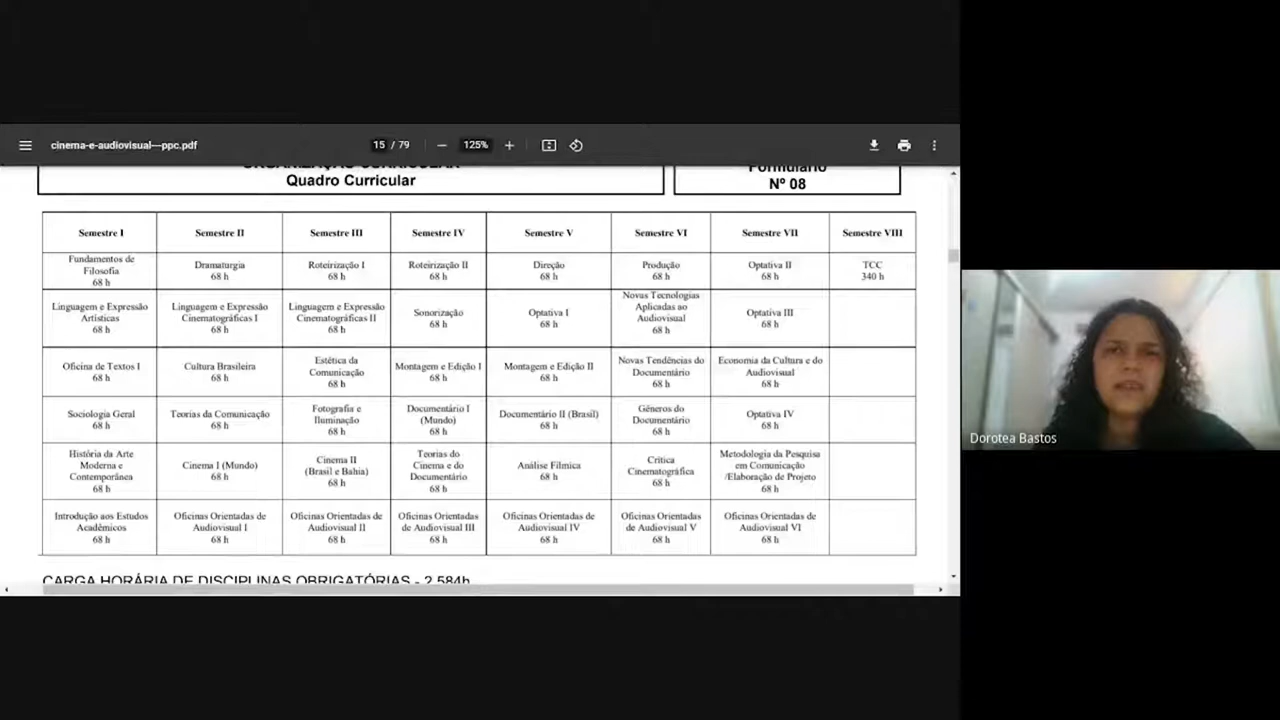 cinema-e-audiovisual—ppc.pdf
15 / 79
125%
ORGANIZAÇÃO CURRICULAR
Quadro Curricular
Formulário
Nº 08
Semestre I
Semestre II
Semestre III
Semestre IV
Semestre V
Semestre VI
Semestre VII
Semestre VIII
Fundamentos de
Filosofia
68 h
Dramaturgia
68 h
Roteirização I
68 h
Roteirização II
68 h
Direção
68 h
Produção
68 h
Optativa II
68 h
TCC
340 h
Linguagem e Expressão
Artísticas
68 h
Linguagem e Expressão
Cinematográficas I
68 h
Linguagem e Expressão
Cinematográficas II
68 h
Sonorização
68 h
Optativa I
68 h
Novas Tecnologias
Aplicadas ao
Audiovisual
68 h
Optativa III
68 h
Oficina de Textos I
68 h
Cultura Brasileira
68 h
Estética da
Comunicação
68 h
Montagem e Edição I
68 h
Montagem e Edição II
68 h
Novas Tendências do
Documentário
68 h
Economia da Cultura e do
Audiovisual
68 h
Sociologia Geral
68 h
Teorias da Comunicação
68 h
Fotografia e
Iluminação
68 h
Documentário I
(Mundo)
68 h
Documentário II (Brasil)
68 h
Gêneros do
Documentário
68 h
Optativa IV
68 h
História da Arte
Moderna e
Contemporânea
68 h
Cinema I (Mundo)
68 h
Cinema II
(Brasil e Bahia)
68 h
Teorias do
Cinema e do
Documentário
68 h
Análise Fílmica
68 h
Crítica
Cinematográfica
68 h
Metodologia da Pesquisa
em Comunicação
/Elaboração de Projeto
68 h
Introdução aos Estudos
Acadêmicos
68 h
Oficinas Orientadas de
Audiovisual I
68 h
Oficinas Orientadas de
Audiovisual II
68 h
Oficinas Orientadas
de Audiovisual III
68 h
Oficinas Orientadas de
Audiovisual IV
68 h
Oficinas Orientadas
de Audiovisual V
68 h
Oficinas Orientadas de
Audiovisual VI
68 h
CARGA HORÁRIA DE DISCIPLINAS OBRIGATÓRIAS - 2.584h
Dorotea Bastos